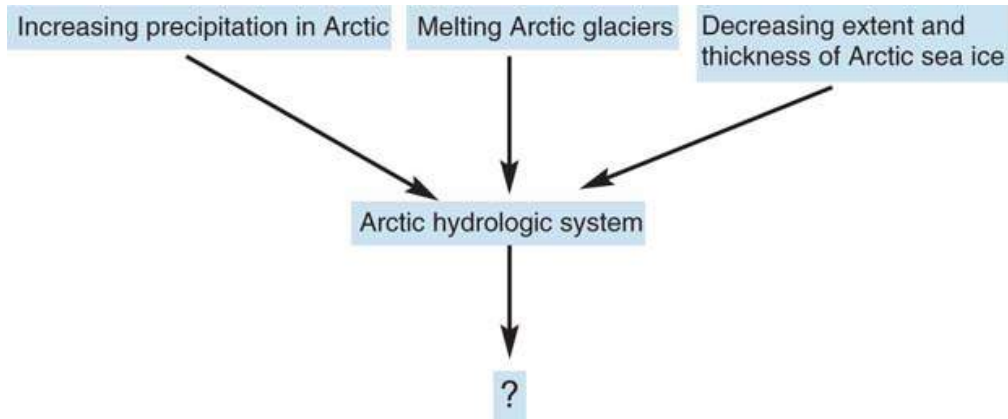 Increasing precipitation in Arctic
Melting Arctic glaciers
Decreasing extent and
thickness of Arctic sea ice
Arctic hydrologic system
?